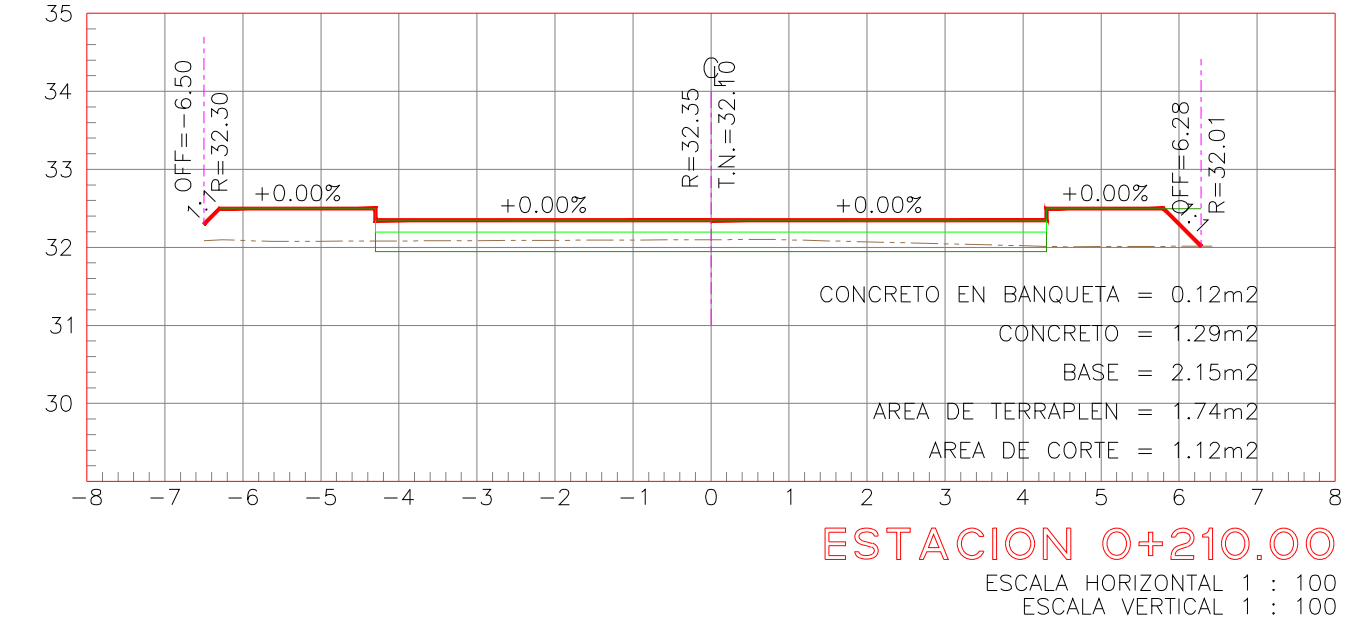 35
34
33
32
31
30
OFF=-6.50
R=32.30
1:1
+0.00%
+0.00%
R=32.35
T.N.=32.10
+0.00%
+0.00%
OFF=6.28
R=32.01
1:1
CONCRETO EN BANQUETA = 0.12m2
CONCRETO = 1.29m2
BASE = 2.15m2
AREA DE TERRAPLEN = 1.74m2
AREA DE CORTE = 1.12m2
-8 -7 -6 -5 -4 -3 -2 -1 0 1 2 3 4 5 6 7 8
ESTACION 0+210.00
ESCALA HORIZONTAL 1 : 100
ESCALA VERTICAL 1 : 100